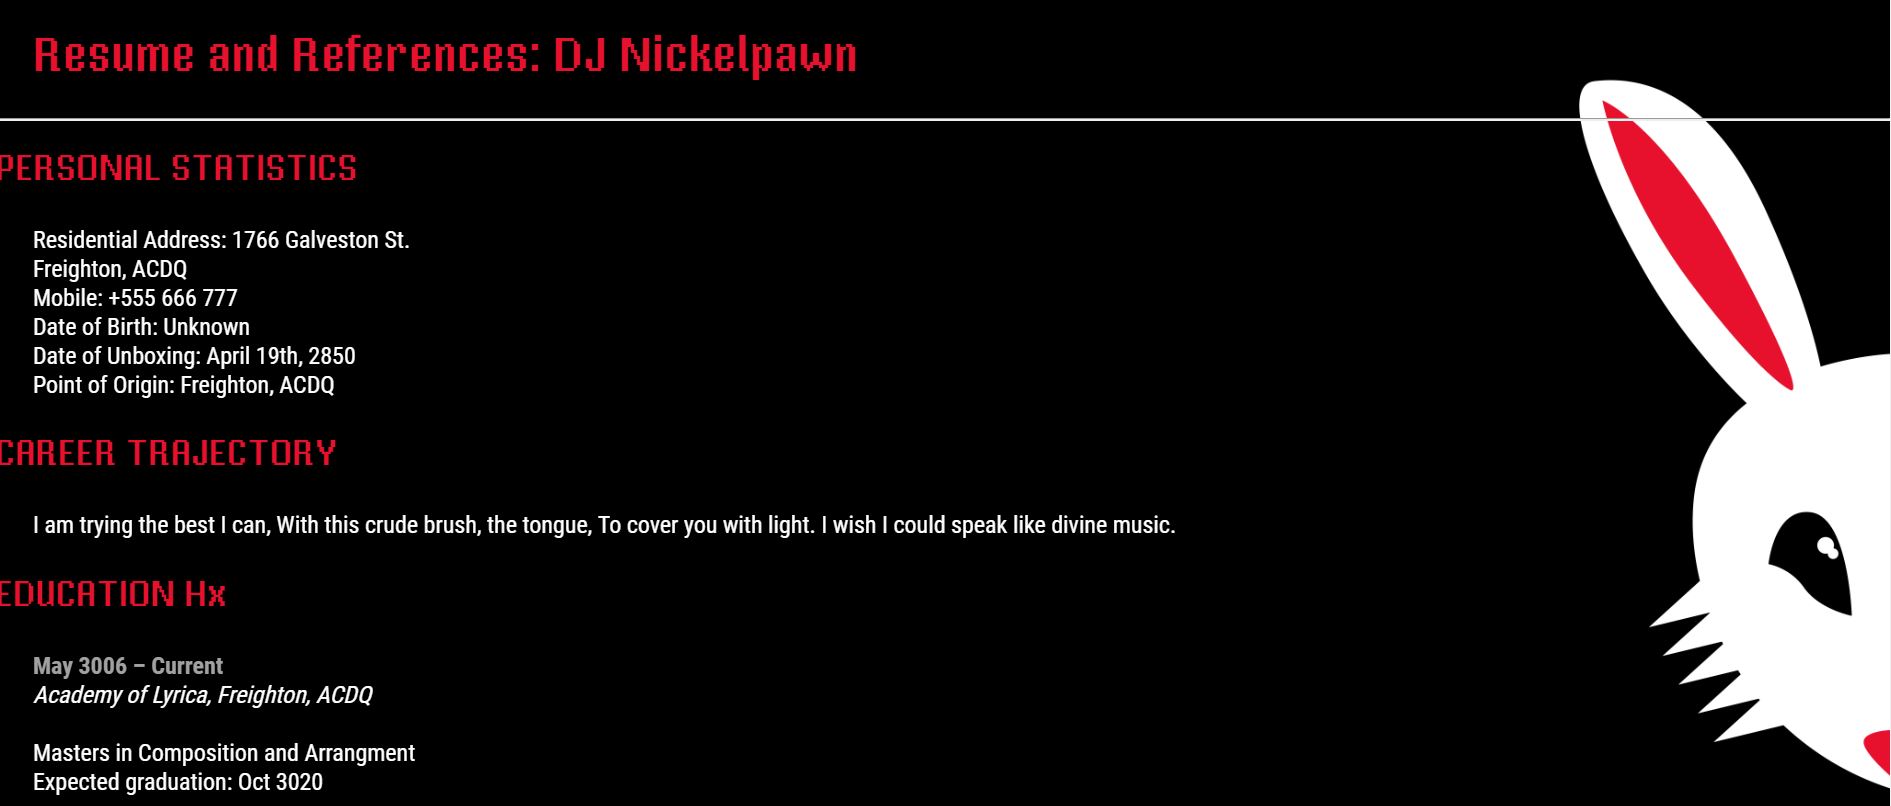 Resume and References: DJ Nickelpawn
PERSONAL STATISTICS
Residential Address: 1766 Galveston St.
Freighton, ACDQ
Mobile: +555 666 777
Date of Birth: Unknown
Date of Unboxing: April 19th, 2850
Point of Origin: Freighton, ACDQ
CAREER TRAJECTORY
I am trying the best I can, With this crude brush, the tongue, To cover you with light. I wish I could speak like divine music.
EDUCATION Hx
May 3006 – Current
Academy of Lyrica, Freighton, ACDQ
Masters in Composition and Arrangment
Expected graduation: Oct 3020